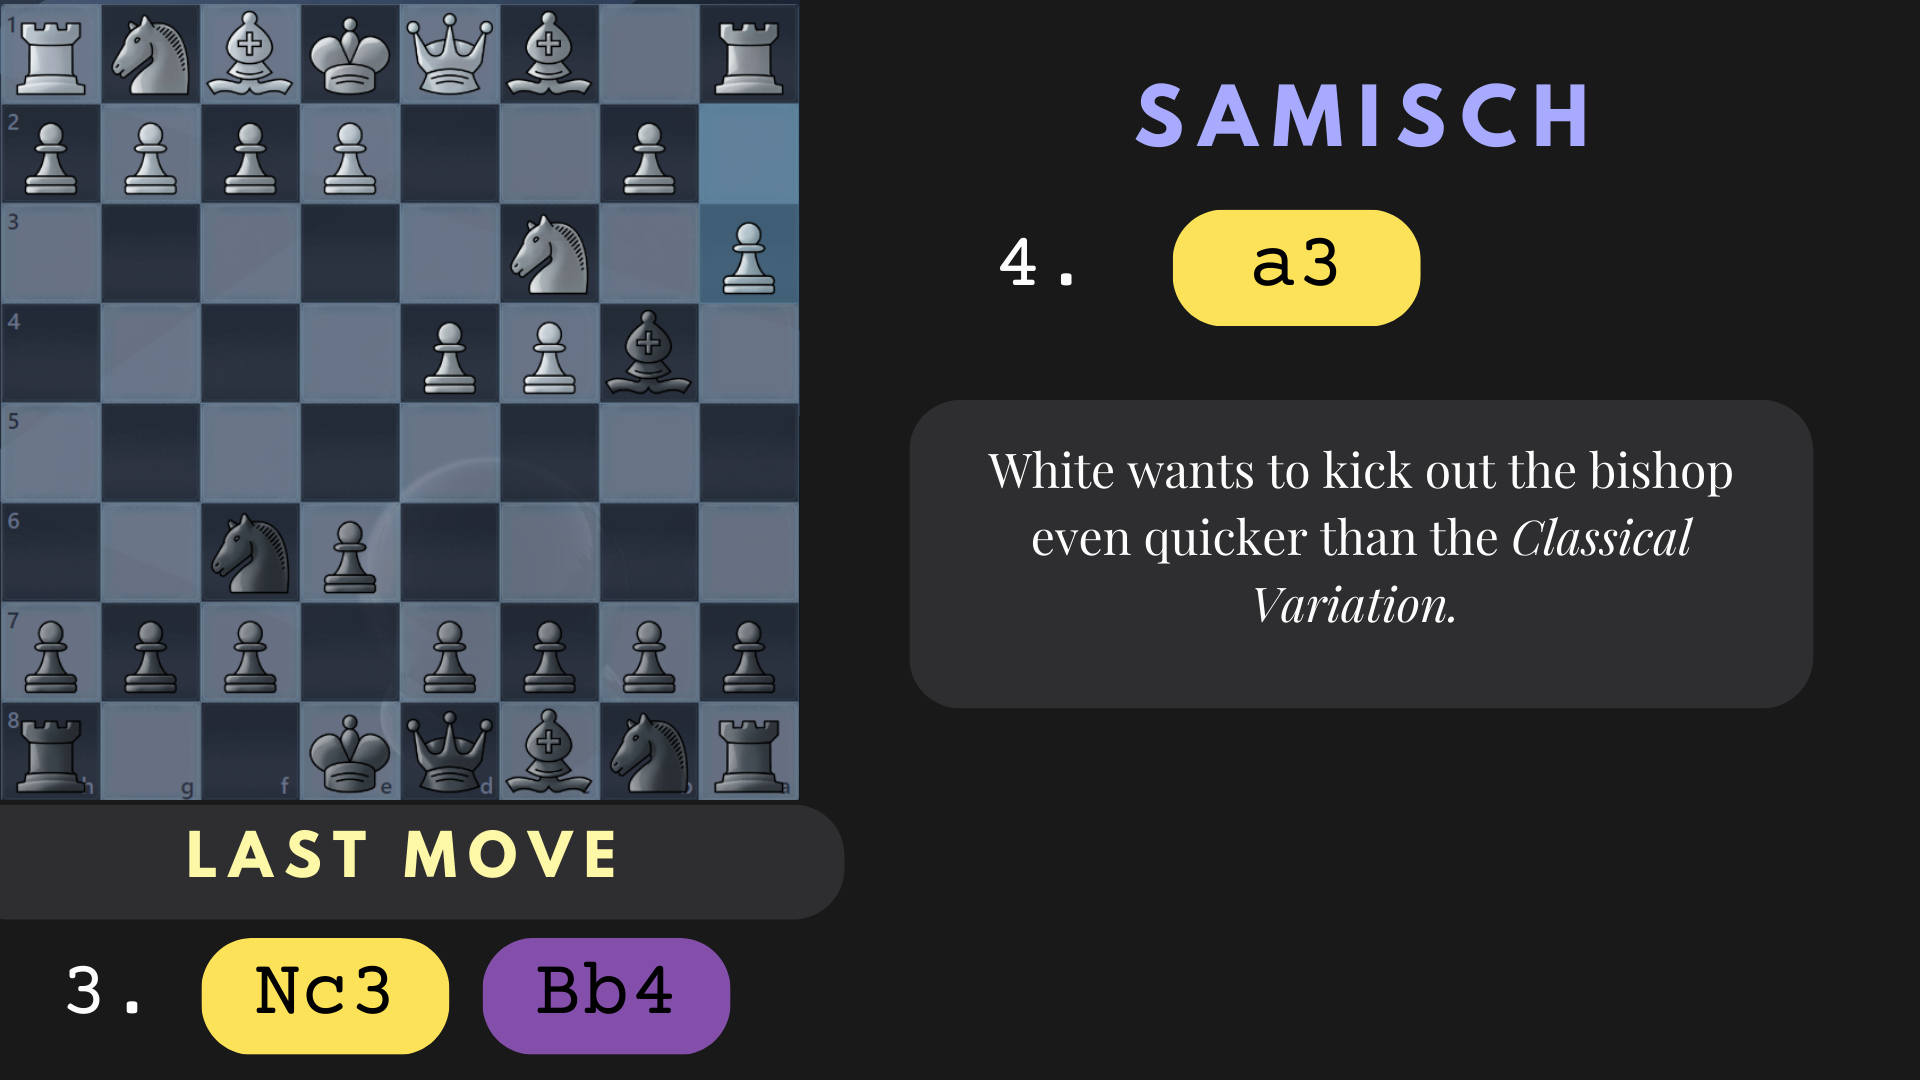 1
2
3
4
5
6
7
8
h
g
f
e
d
c
b
a
LAST MOVE
3. Nc3 Bb4
SAMISCH
4. a3
White wants to kick out the bishop
even quicker than the Classical
Variation.